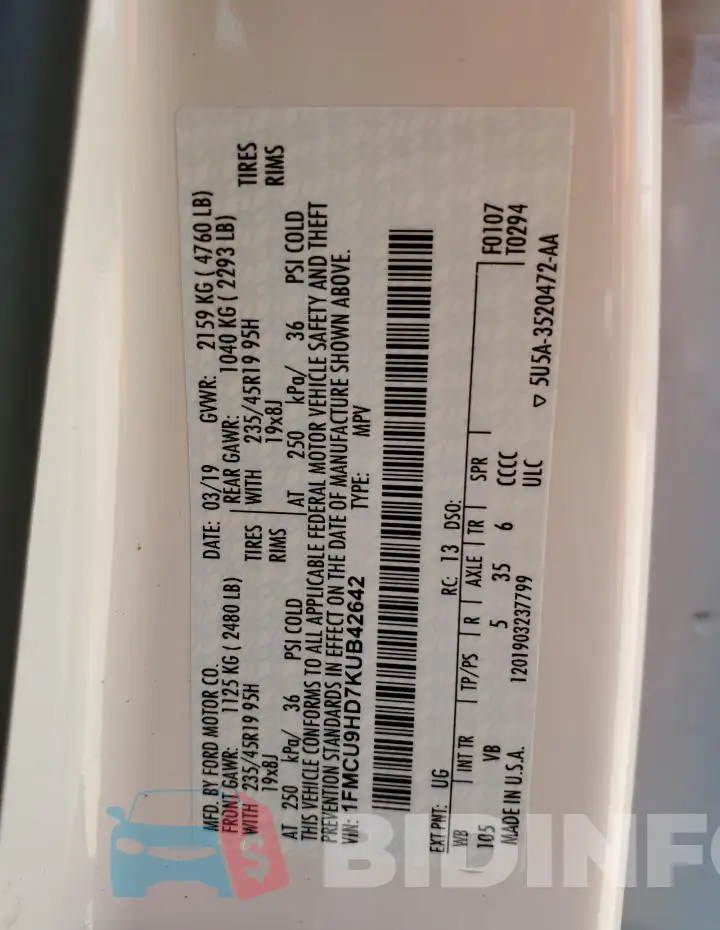 MFD. BY FORD MOTOR CO.
DATE: 03/19 GVWR: 2159 KG ( 4760 LB)
FRONT GAWR: 1125 KG ( 2480 LB)
REAR GAWR: 1040 KG ( 2293 LB)
WITH 235/45R19 95H TIRES
WITH 235/45R19 95H TIRES
19x8J RIMS
19x8J RIMS
AT 250 kPa/ 36 PSI COLD
AT 250 kPa/ 36 PSI COLD
THIS VEHICLE CONFORMS TO ALL APPLICABLE FEDERAL MOTOR VEHICLE SAFETY AND THEFT
PREVENTION STANDARDS IN EFFECT ON THE DATE OF MANUFACTURE SHOWN ABOVE.
VIN: 1FMCU9HD7KUB42642 TYPE: MPV
EXT PNT: UG RC: 13 DSO:
WB INT TR TP/PS R AXLE TR SPR F0107
T0294
105 VB 5 35 6 CCCC
ULC
MADE IN U.S.A. 1201903237799 5U5A-3520472-AA
BIDINFO